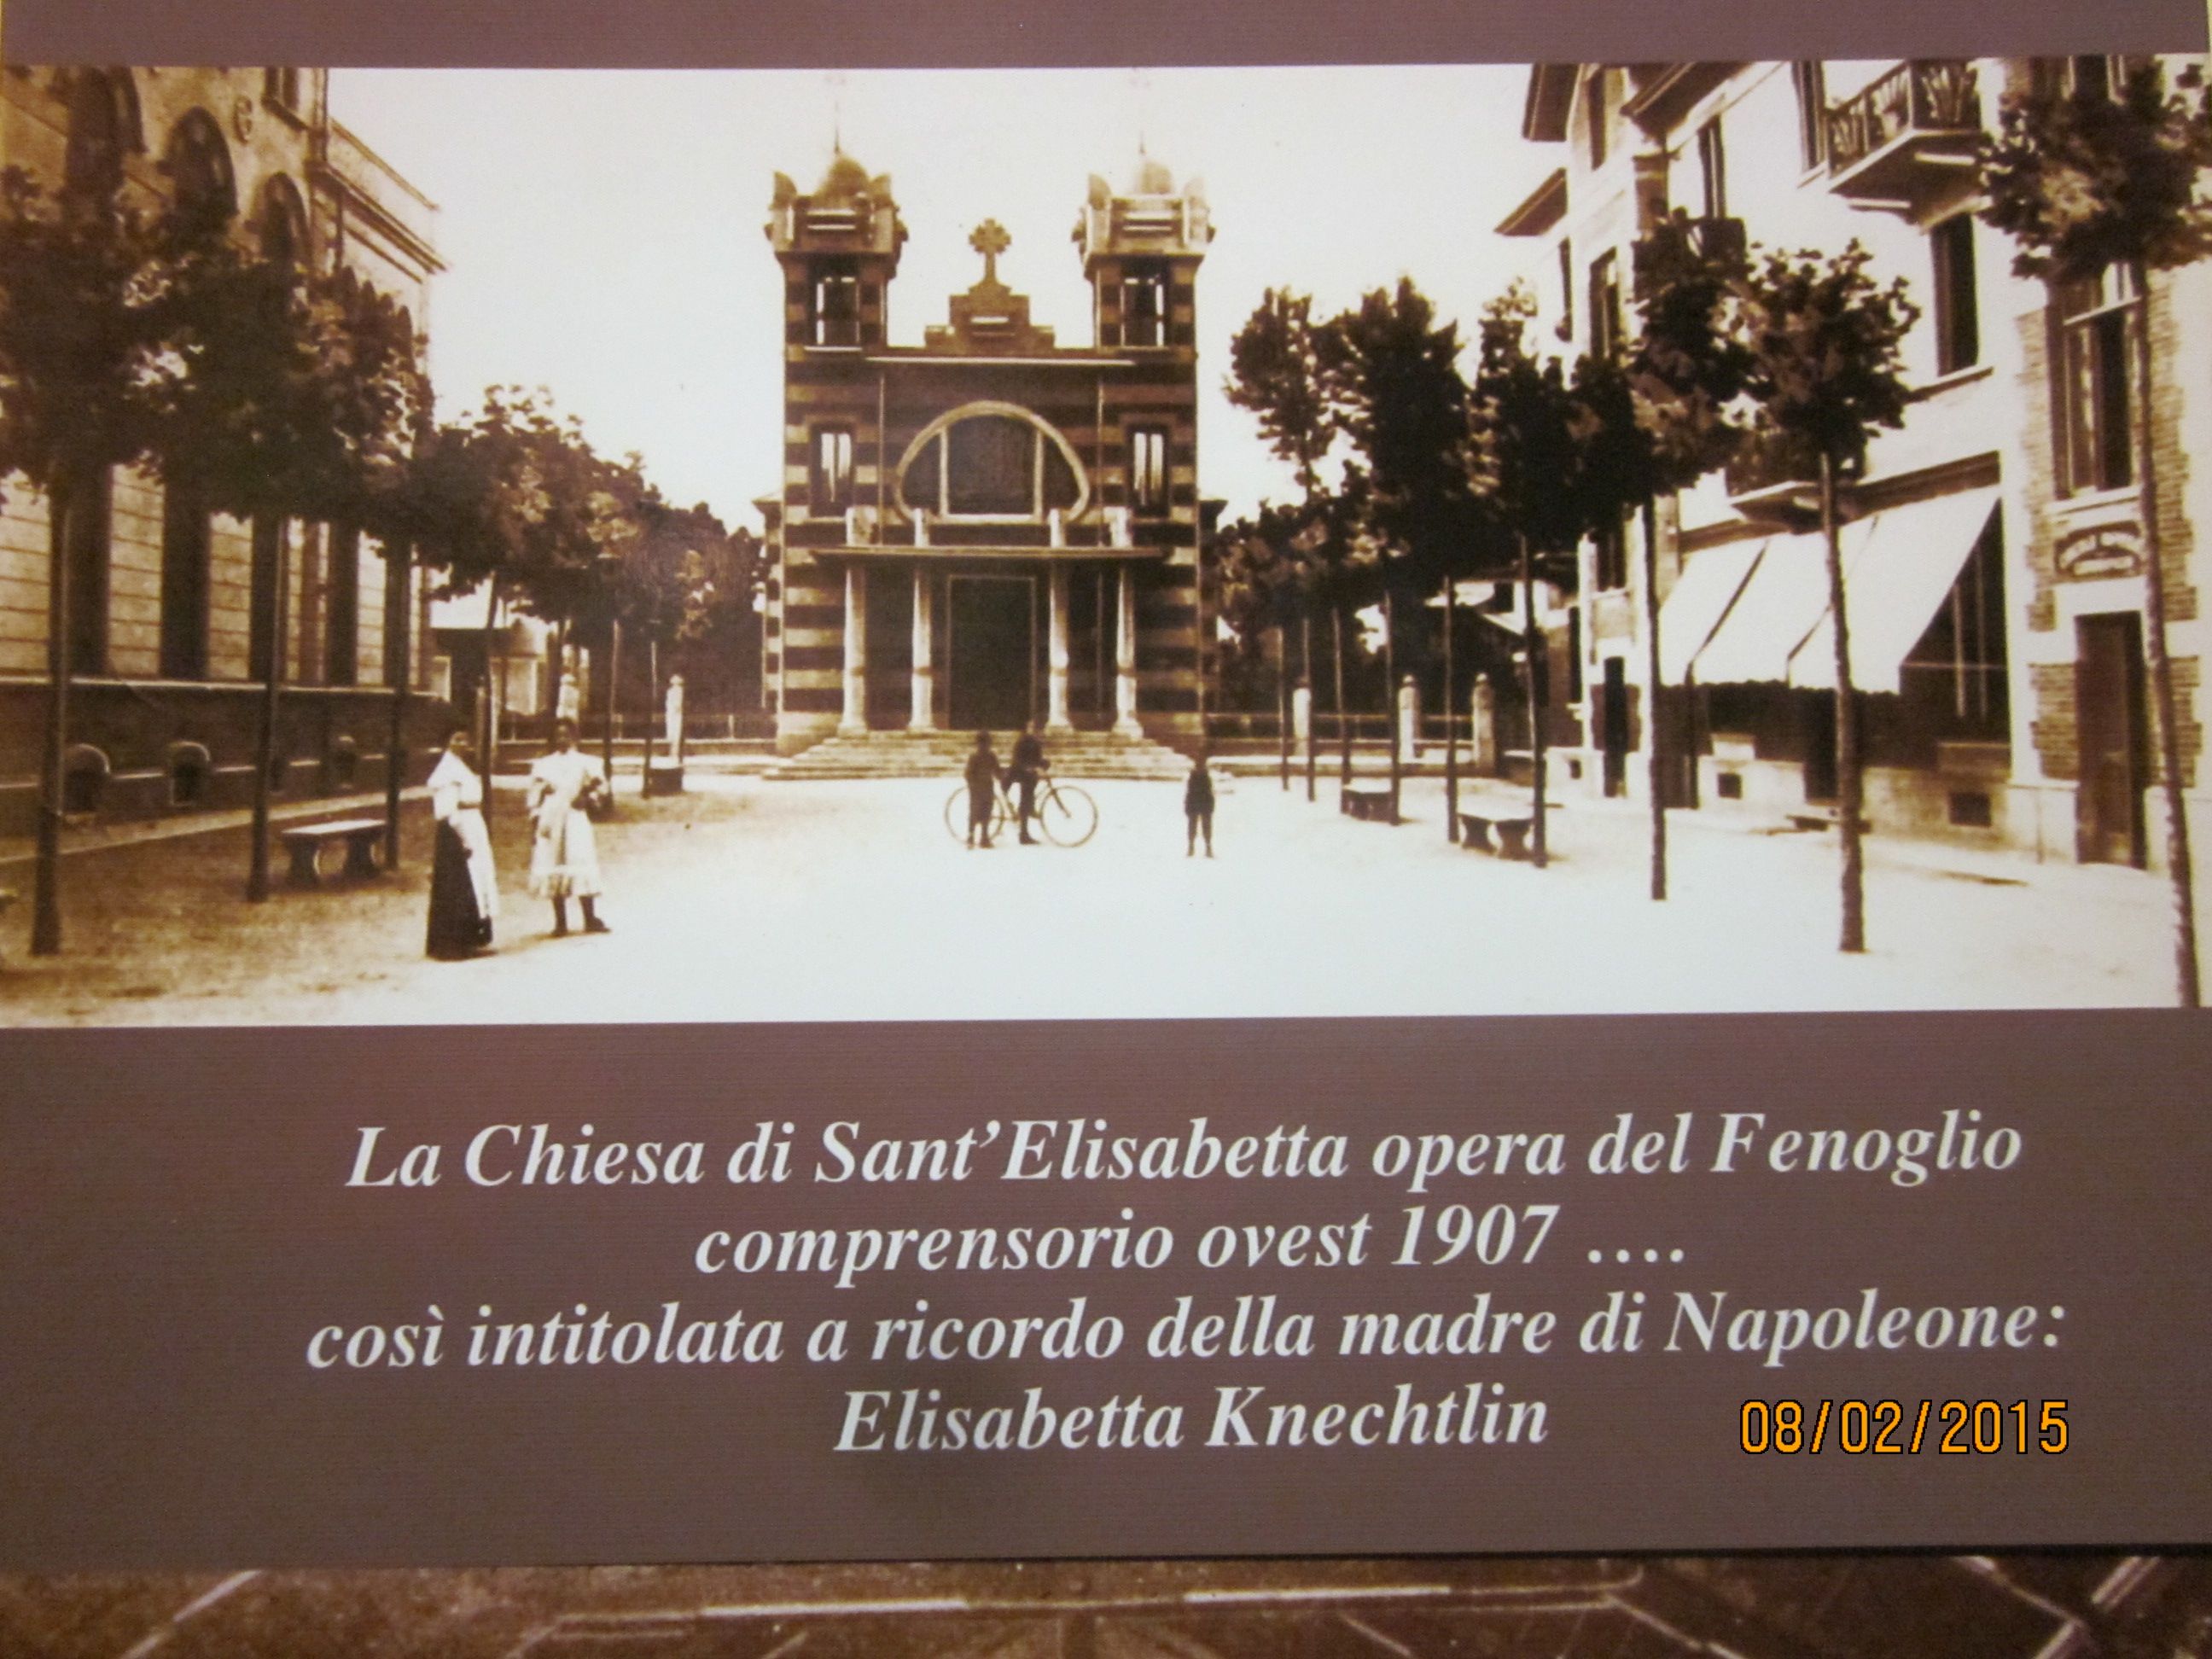 La Chiesa di Sant’Elisabetta opera del Fenoglio
comprensorio ovest 1907 ....
così intitolata a ricordo della madre di Napoleone:
Elisabetta Knechtlin
08/02/2015